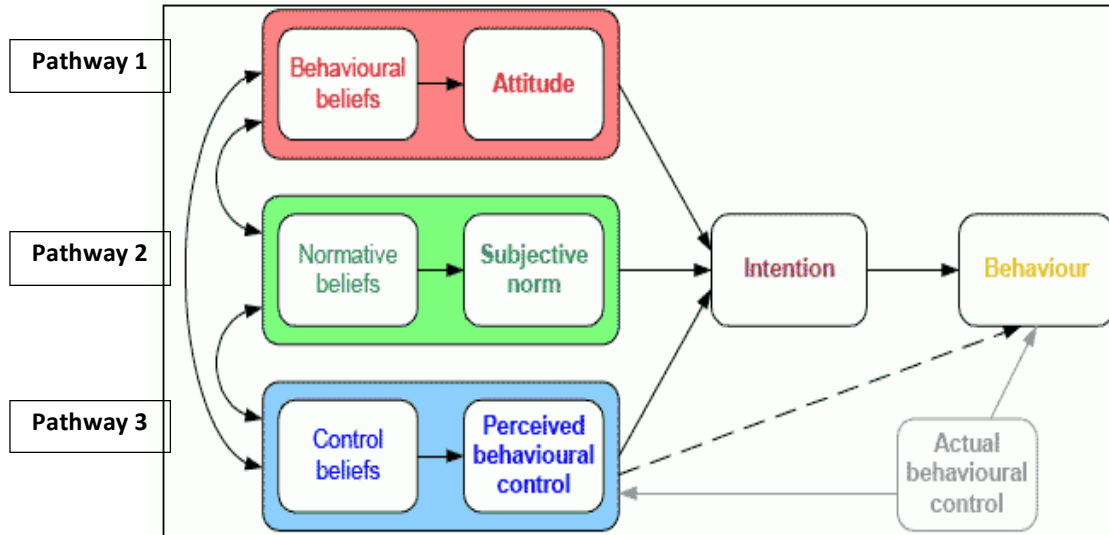 Pathway 1
Behavioural
beliefs
Attitude
Pathway 2
Normative
beliefs
Subjective
norm
Intention
Behaviour
Pathway 3
Control
beliefs
Perceived
behavioural
control
Actual
behavioural
control